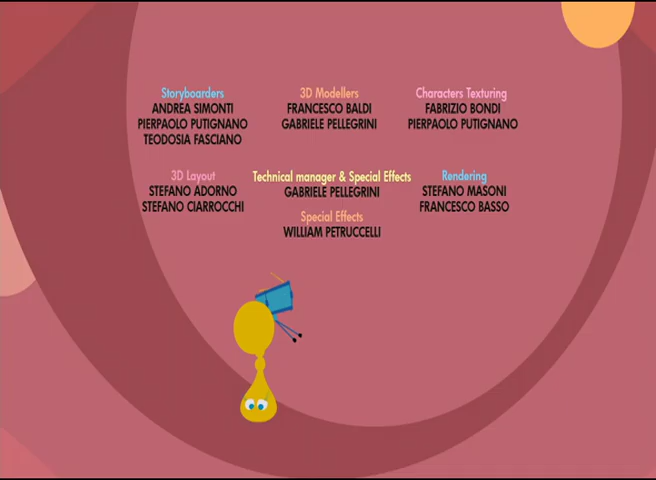 Storyboarders
ANDREA SIMONTI
PIERPAOLO PUTIGNANO
TEODOSIA FASCIANO
3D Modellers
FRANCESCO BALDI
GABRIELE PELLEGRINI
Characters Texturing
FABRIZIO BONDI
PIERPAOLO PUTIGNANO
3D Layout
STEFANO ADORNO
STEFANO CIARROCCHI
Technical manager & Special Effects
GABRIELE PELLEGRINI
Special Effects
WILLIAM PETRUCCELLI
Rendering
STEFANO MASONI
FRANCESCO BASSO